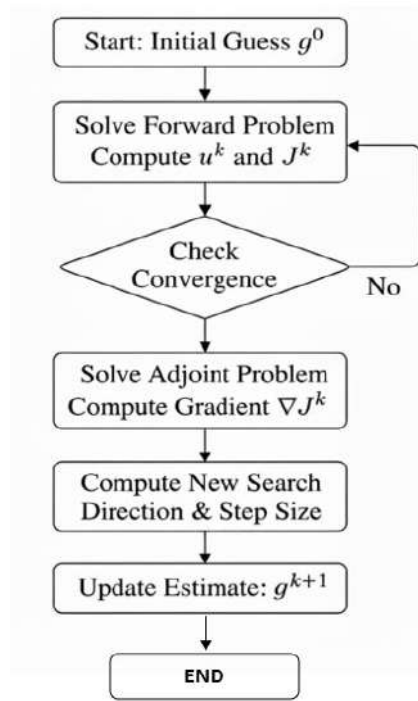 Start: Initial Guess g⁰
Solve Forward Problem
Compute uᵏ and Jᵏ
Check
Convergence
No
Solve Adjoint Problem
Compute Gradient ∇Jᵏ
Compute New Search
Direction & Step Size
Update Estimate: gᵏ⁺¹
END